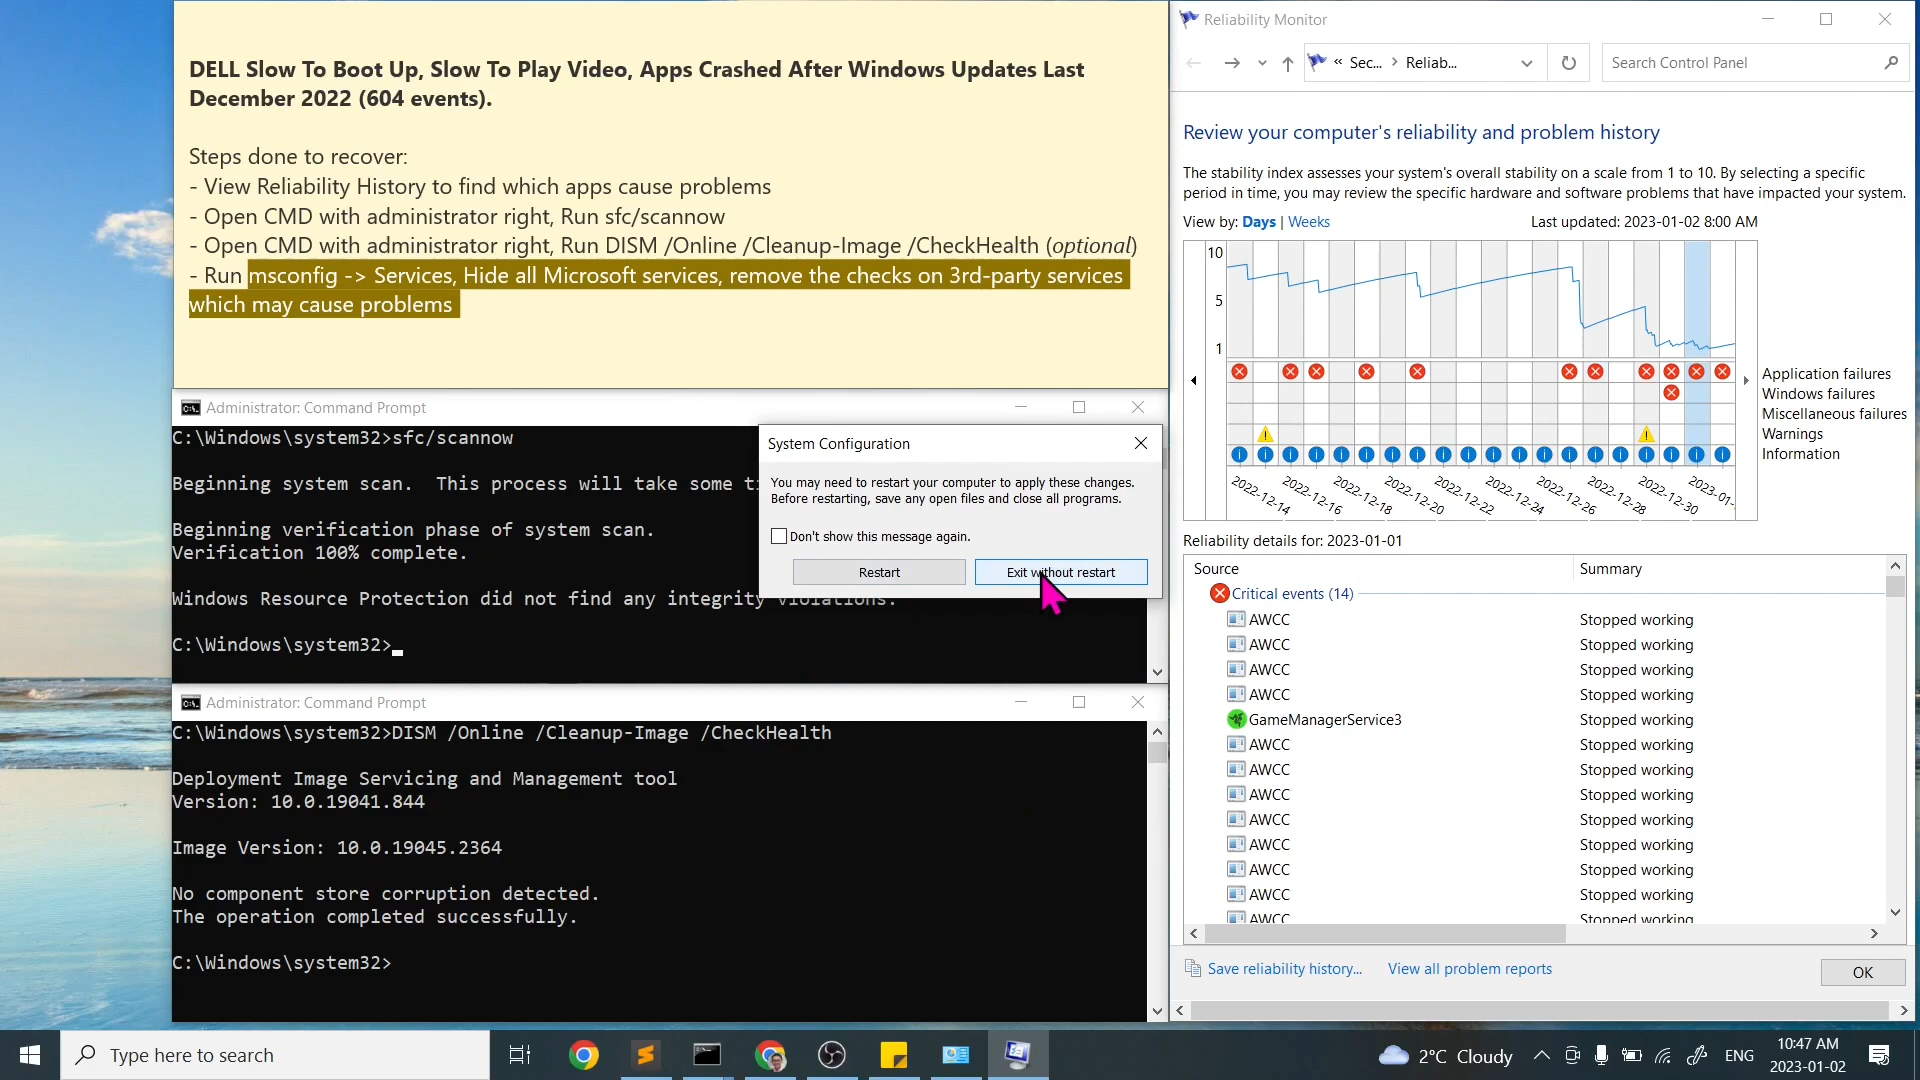 DELL Slow To Boot Up, Slow To Play Video, Apps Crashed After Windows Updates Last
December 2022 (604 events).
Steps done to recover:
- View Reliability History to find which apps cause problems
- Open CMD with administrator right, Run sfc/scannow
- Open CMD with administrator right, Run DISM /Online /Cleanup-Image /CheckHealth (optional)
- Run msconfig -> Services, Hide all Microsoft services, remove the checks on 3rd-party services
which may cause problems
Administrator: Command Prompt
C:\Windows\system32>sfc/scannow
Beginning system scan.  This process will take some
Beginning verification phase of system scan.
Verification 100% complete.
Windows Resource Protection did not find any integrity violations.
C:\Windows\system32>
System Configuration
You may need to restart your computer to apply these changes.
Before restarting, save any open files and close all programs.
Don't show this message again.
Restart
Exit without restart
Administrator: Command Prompt
C:\Windows\system32>DISM /Online /Cleanup-Image /CheckHealth
Deployment Image Servicing and Management tool
Version: 10.0.19041.844
Image Version: 10.0.19045.2364
No component store corruption detected.
The operation completed successfully.
C:\Windows\system32>
Reliability Monitor
« Sec... > Reliab...
Search Control Panel
Review your computer's reliability and problem history
The stability index assesses your system's overall stability on a scale from 1 to 10. By selecting a specific
period in time, you may review the specific hardware and software problems that have impacted your system.
View by: Days | Weeks
Last updated: 2023-01-02 8:00 AM
10
5
1
Application failures
Windows failures
Miscellaneous failures
Warnings
Information
2022-12-14
2022-12-16
2022-12-18
2022-12-20
2022-12-22
2022-12-24
2022-12-26
2022-12-28
2022-12-30
2023-01-
Reliability details for: 2023-01-01
Source Summary
Critical events (14)
AWCC Stopped working
AWCC Stopped working
AWCC Stopped working
AWCC Stopped working
GameManagerService3 Stopped working
AWCC Stopped working
AWCC Stopped working
AWCC Stopped working
AWCC Stopped working
AWCC Stopped working
AWCC Stopped working
AWCC Stopped working
AWCC Stopped working
Save reliability history...
View all problem reports
OK
Type here to search
2°C Cloudy
ENG
10:47 AM
2023-01-02